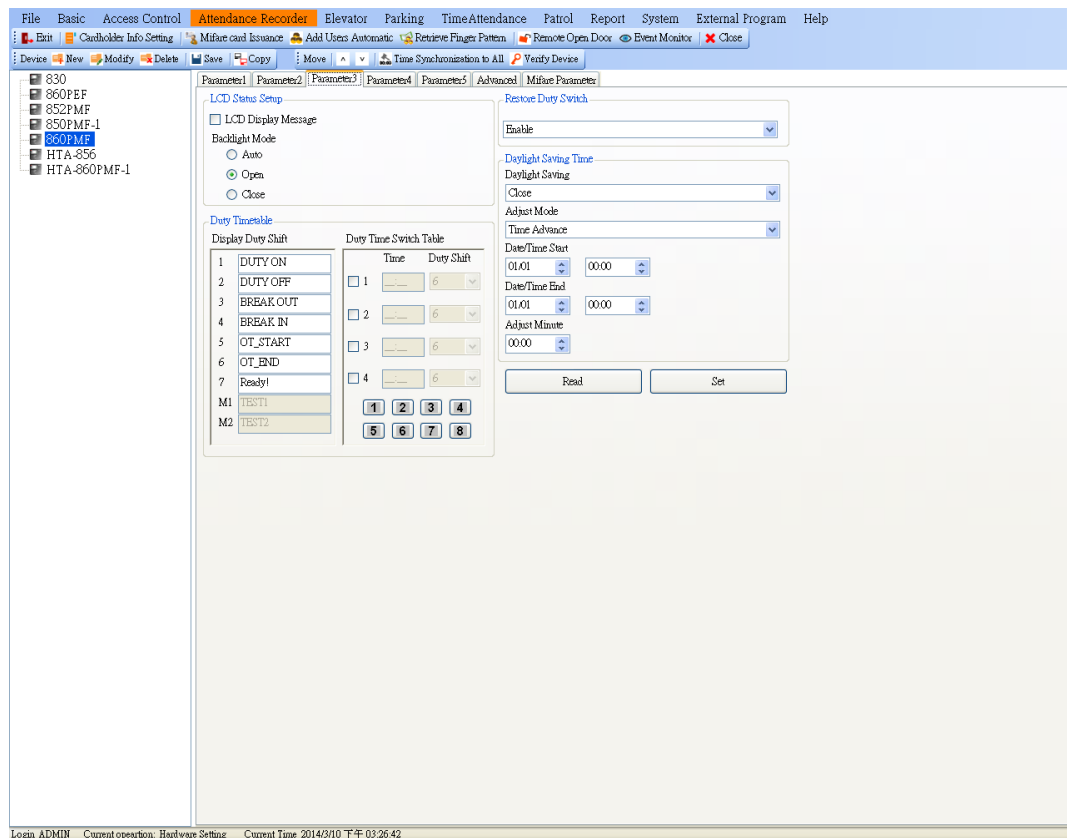 File Basic Access Control Attendance Recorder Elevator Parking TimeAttendance Patrol Report System External Program Help
Exit Cardholder Info Setting Mifare card Issuance Add Users Automatic Retrieve Finger Pattern Remote Open Door Event Monitor Close
Device New Modify Delete Save Copy Move Time Synchronization to All Verify Device
830
860PEF
852PMF
850PMF-1
860PMF
HTA-856
HTA-860PMF-1
Parameter1 Parameter2 Parameter3 Parameter4 Parameter5 Advanced Mifare Parameter
LCD Status Setup
LCD Display Message
Backlight Mode
Auto
Open
Close
Duty Timetable
Display Duty Shift
1 DUTY ON
2 DUTY OFF
3 BREAK OUT
4 BREAK IN
5 OT_START
6 OT_END
7 Ready!
M1 TEST1
M2 TEST2
Duty Time Switch Table
Time Duty Shift
1 __:__ 6
2 __:__ 6
3 __:__ 6
4 __:__ 6
1 2 3 4
5 6 7 8
Restore Duty Switch
Enable
Daylight Saving Time
Daylight Saving
Close
Adjust Mode
Time Advance
Date/Time Start
01/01 00:00
Date/Time End
01/01 00:00
Adjust Minute
00:00
Read Set
Login ADMIN Current opeartion: Hardware Setting Current Time 2014/3/10 下午 03:26:42